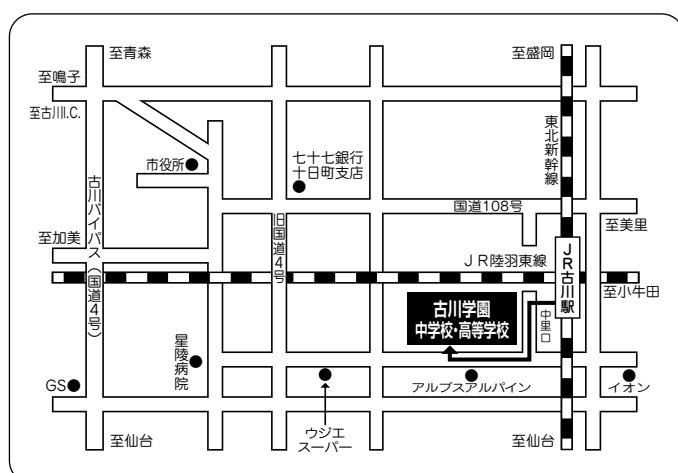 至青森
至盛岡
至鳴子
至古川I.C.
東北新幹線
市役所
七十七銀行
十日町支店
古川バイパス（国道4号）
旧国道4号
国道108号
至美里
至加美
JR陸羽東線
JR古川駅
至小牛田
古川学園
中学校・高等学校
中里口
星陵病院
GS
アルプスアルパイン
イオン
ウジエ
スーパー
至仙台
至仙台